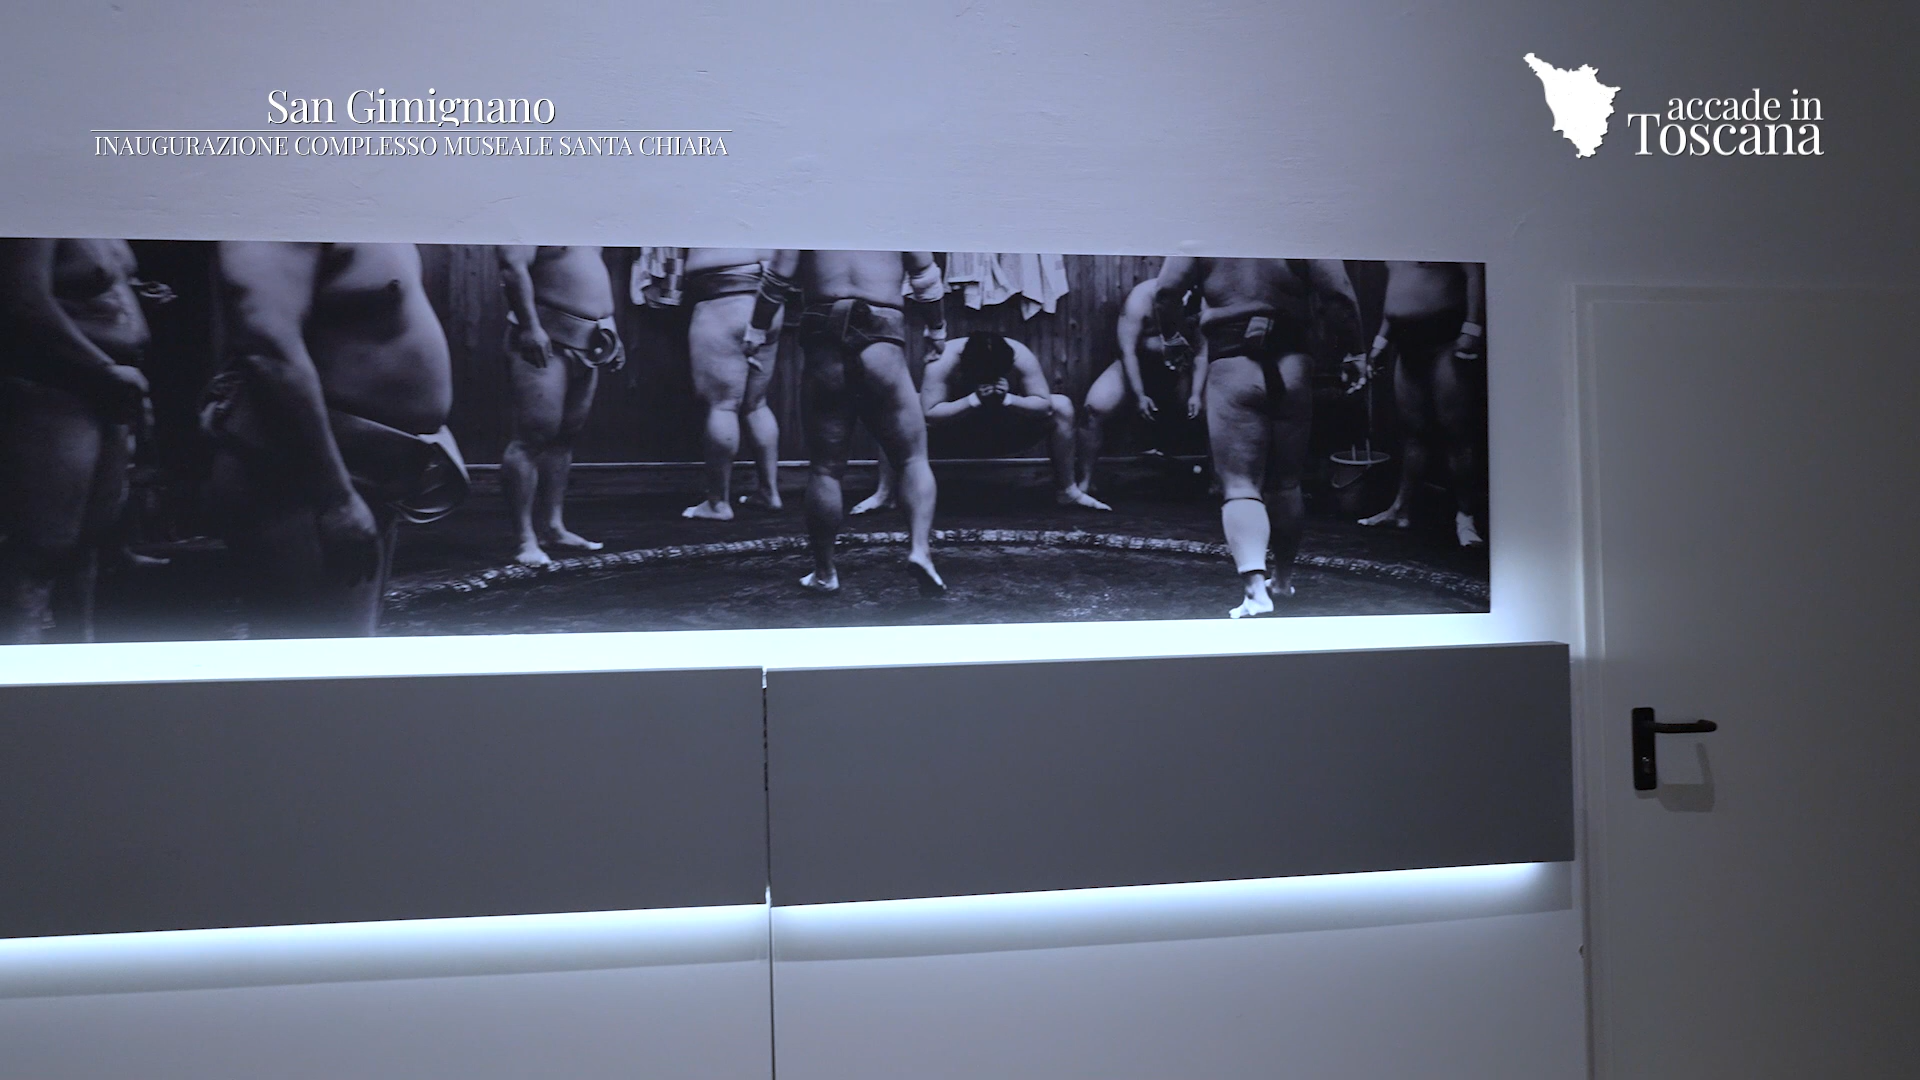 San Gimignano
INAUGURAZIONE COMPLESSO MUSEALE SANTA CHIARA
accade in
Toscana